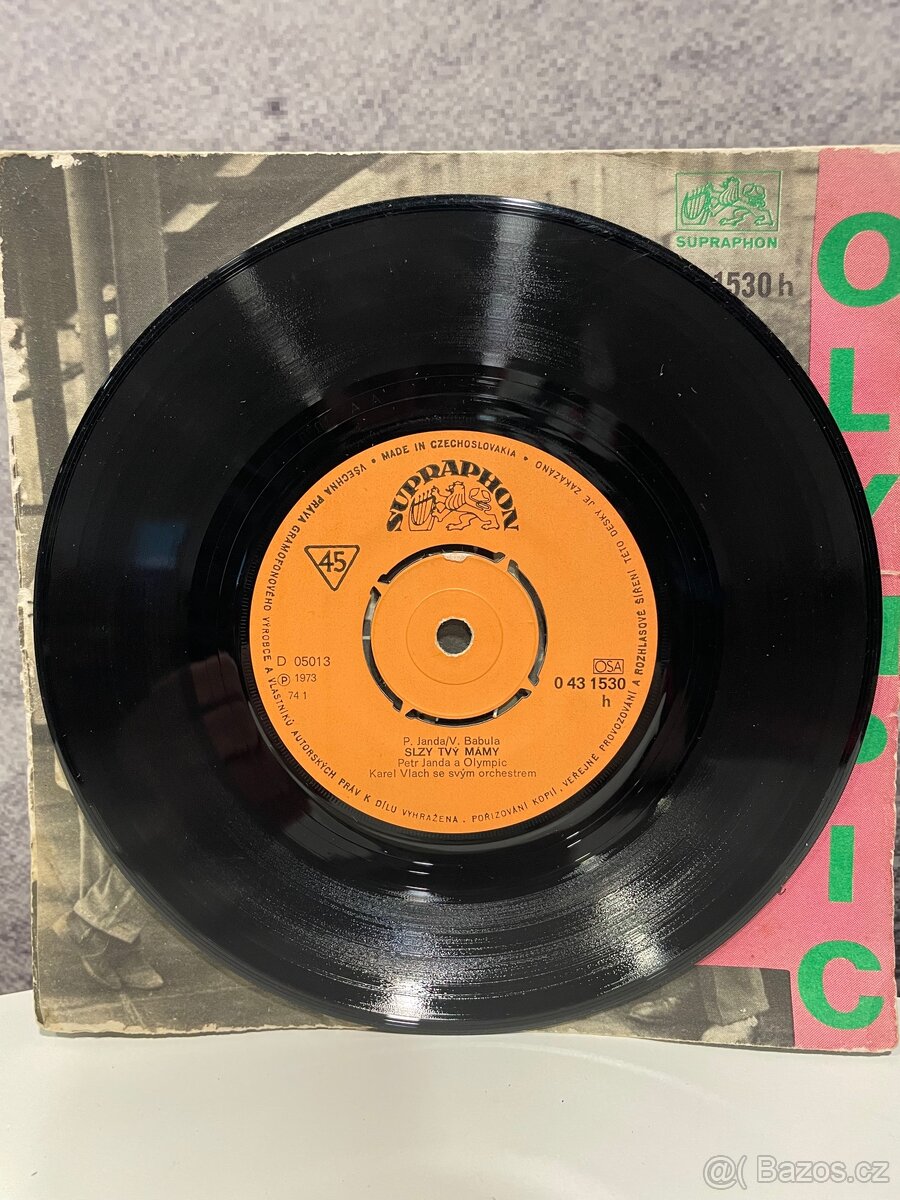 SUPRAPHON
1530 h
OLYMPIC
VŠECHNA PRÁVA GRAMOFONOVÉHO VÝROBCE A VLASTNÍKŮ AUTORSKÝCH PRÁV K DÍLU VYHRAŽENA . POŘIZOVÁNÍ KOPIÍ , VEŘEJNÉ PROVOZOVÁNÍ A ROZHLASOVÉ ŠÍŘENÍ TÉTO DESKY JE ZAKÁZÁNO
• MADE IN CZECHOSLOVAKIA •
SUPRAPHON
45
D 05013
Ⓟ 1973
74 1
OSA
0 43 1530
h
P. Janda/V. Babula
SLZY TVÝ MÁMY
Petr Janda a Olympic
Karel Vlach se svým orchestrem
@( Bazos.cz